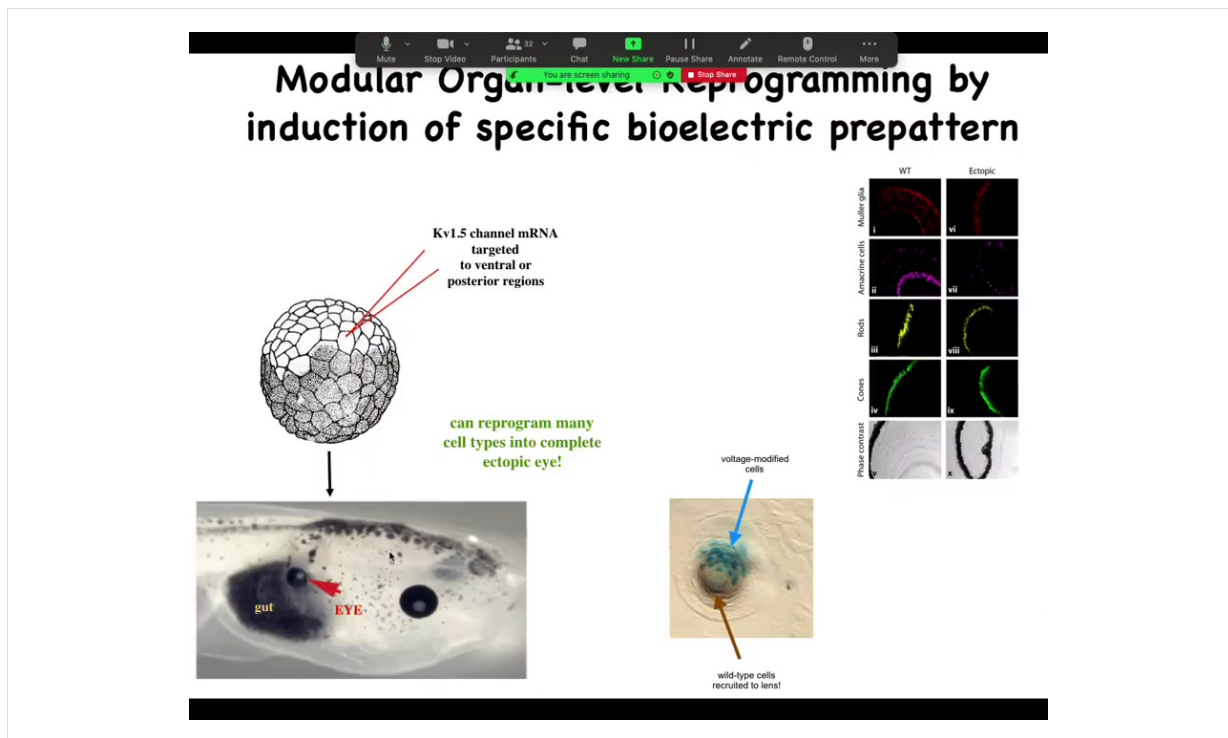 Mute
Stop Video
32
Participants
Chat
New Share
Pause Share
Annotate
Remote Control
More
You are screen sharing
Stop Share
Modular Organ-level Reprogramming by
induction of specific bioelectric prepattern
Kv1.5 channel mRNA
targeted
to ventral or
posterior regions
can reprogram many
cell types into complete
ectopic eye!
gut
EYE
voltage-modified
cells
wild-type cells
recruited to lens!
WT
Ectopic
Muller glia
i
vi
Amacrine cells
ii
vii
Rods
iii
viii
Cones
iv
ix
Phase contrast
v
x